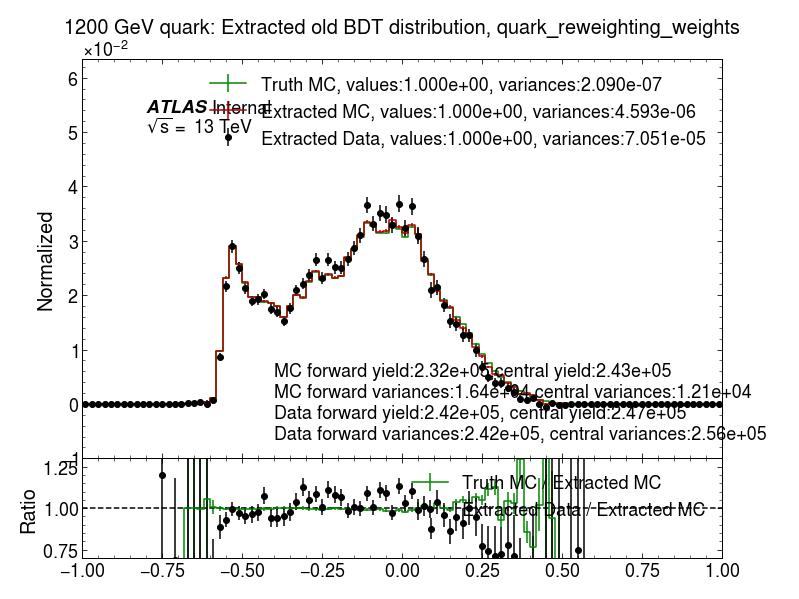 1200 GeV quark: Extracted old BDT distribution, quark_reweighting_weights
×10⁻²
Truth MC, values:1.000e+00, variances:2.090e-07
ATLAS Internal
Extracted MC, values:1.000e+00, variances:4.593e-06
√s = 13 TeV
Extracted Data, values:1.000e+00, variances:7.051e-05
6
5
4
3
2
1
0
1
Normalized
MC forward yield:2.32e+05, central yield:2.43e+05
MC forward variances:1.64e+04, central variances:1.21e+04
Data forward yield:2.42e+05, central yield:2.47e+05
Data forward variances:2.42e+05, central variances:2.56e+05
1.25
1.00
0.75
Ratio
Truth MC / Extracted MC
Extracted Data / Extracted MC
−1.00 −0.75 −0.50 −0.25 0.00 0.25 0.50 0.75 1.00